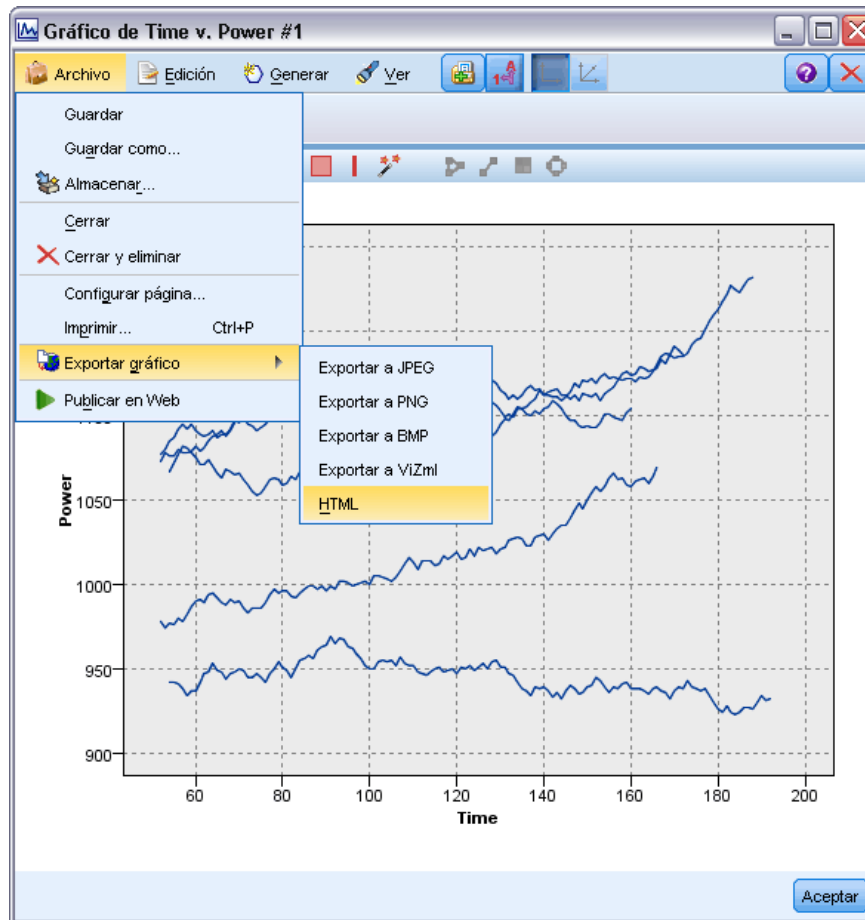 Gráfico de Time v. Power #1
Archivo Edición Generar Ver
Guardar
Guardar como...
Almacenar...
Cerrar
Cerrar y eliminar
Configurar página...
Imprimir... Ctrl+P
Exportar gráfico
Publicar en Web
Exportar a JPEG
Exportar a PNG
Exportar a BMP
Exportar a ViZml
HTML
Power
1050
1000
950
900
60 80 100 120 140 160 180 200
Time
Aceptar